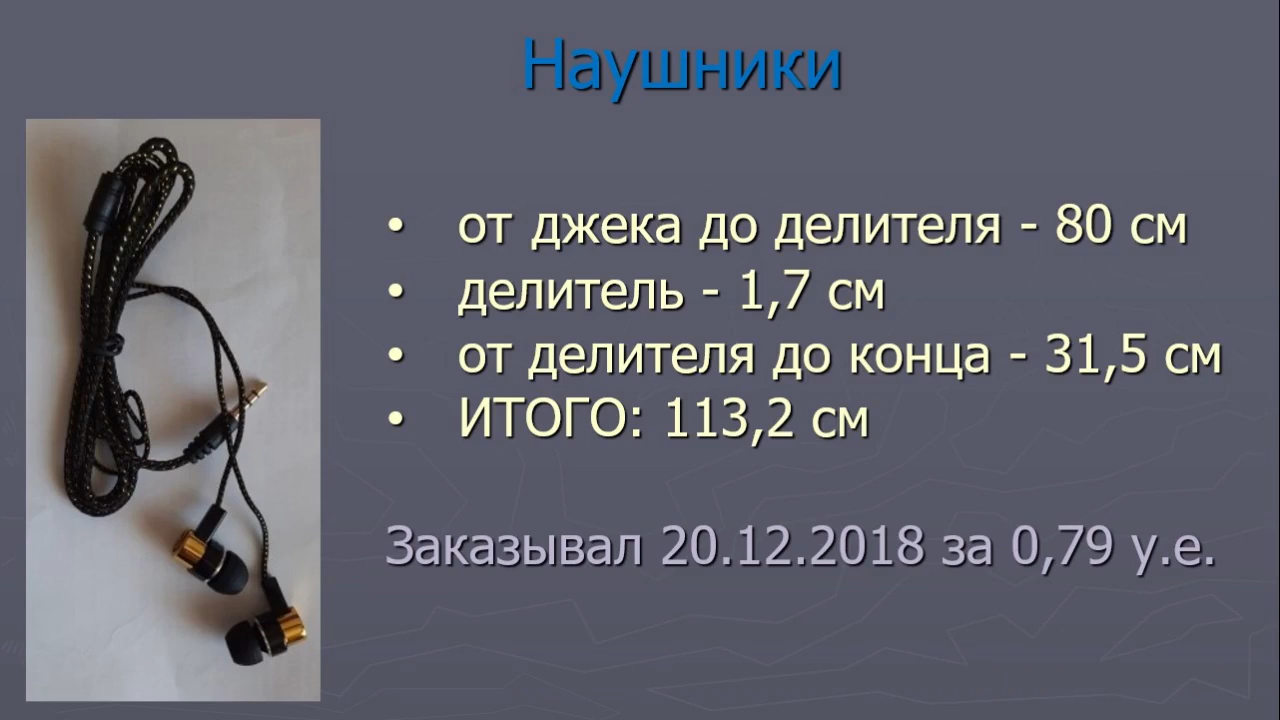 Наушники
• от джека до делителя - 80 см
• делитель - 1,7 см
• от делителя до конца - 31,5 см
• ИТОГО: 113,2 см
Заказывал 20.12.2018 за 0,79 у.е.